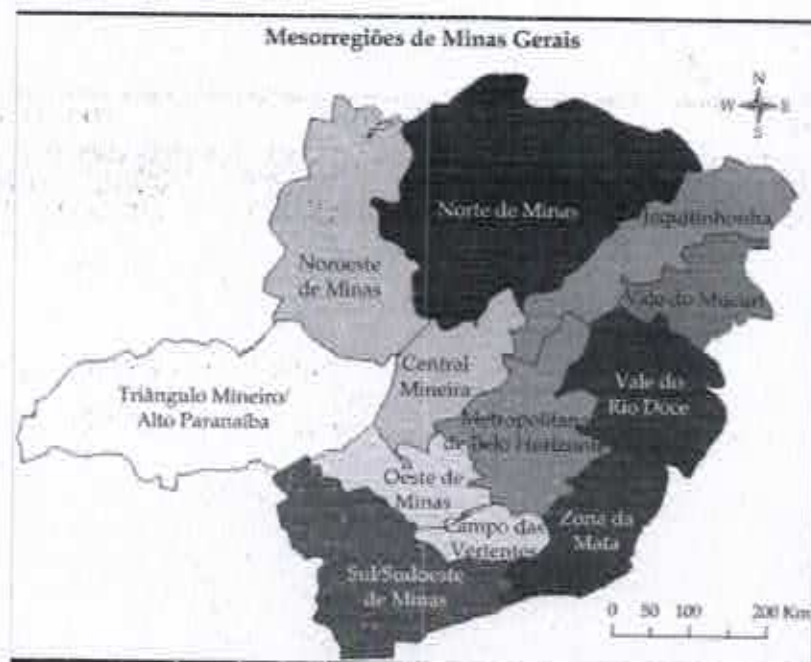 Mesorregiões de Minas Gerais
N
W E
S
Norte de Minas
Jequitinhonha
Noroeste
de Minas
Vale do Mucuri
Central
Mineira
Triângulo Mineiro/
Alto Paranaíba
Vale do
Rio Doce
Metropolitana
de Belo Horizonte
Oeste de
Minas
Campo das
Vertentes
Zona da
Mata
Sul/Sudoeste
de Minas
0 50 100 200 Km